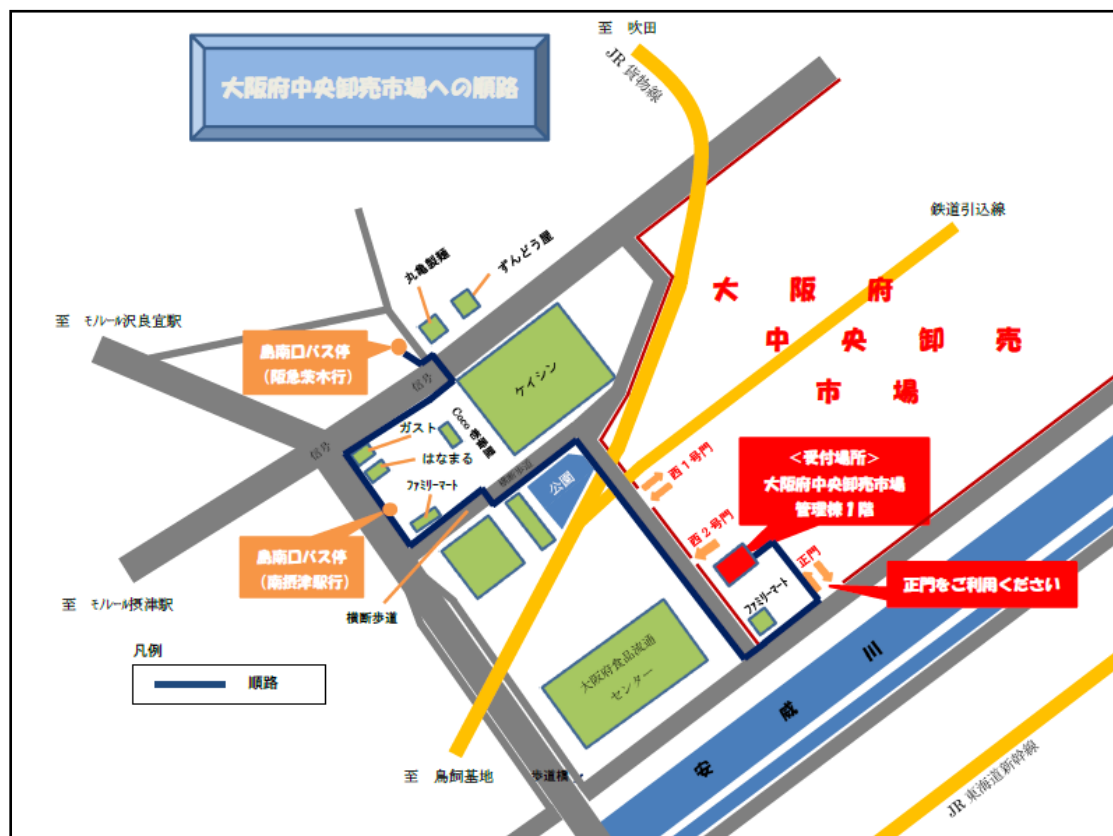 大阪府中央卸売市場への順路
至 吹田
JR 貨物線
鉄道引込線
丸亀製麺
ずんどう屋
至 モノレール沢良宜駅
島南口バス停
(阪急茨木行)
信号
大阪府
中央卸売
市場
ケイシン
Coco 壱番屋
ガスト
はなまる
信号
ファミリーマート
横断歩道
公園
西1号門
<受付場所>
大阪府中央卸売市場
管理棟1階
西2号門
正門
正門をご利用ください
ファミリーマート
島南口バス停
(南摂津駅行)
至 モノレール摂津駅
横断歩道
凡例
順路
大阪府食品流通
センター
安威川
至 鳥飼基地
歩道橋
JR 東海道新幹線